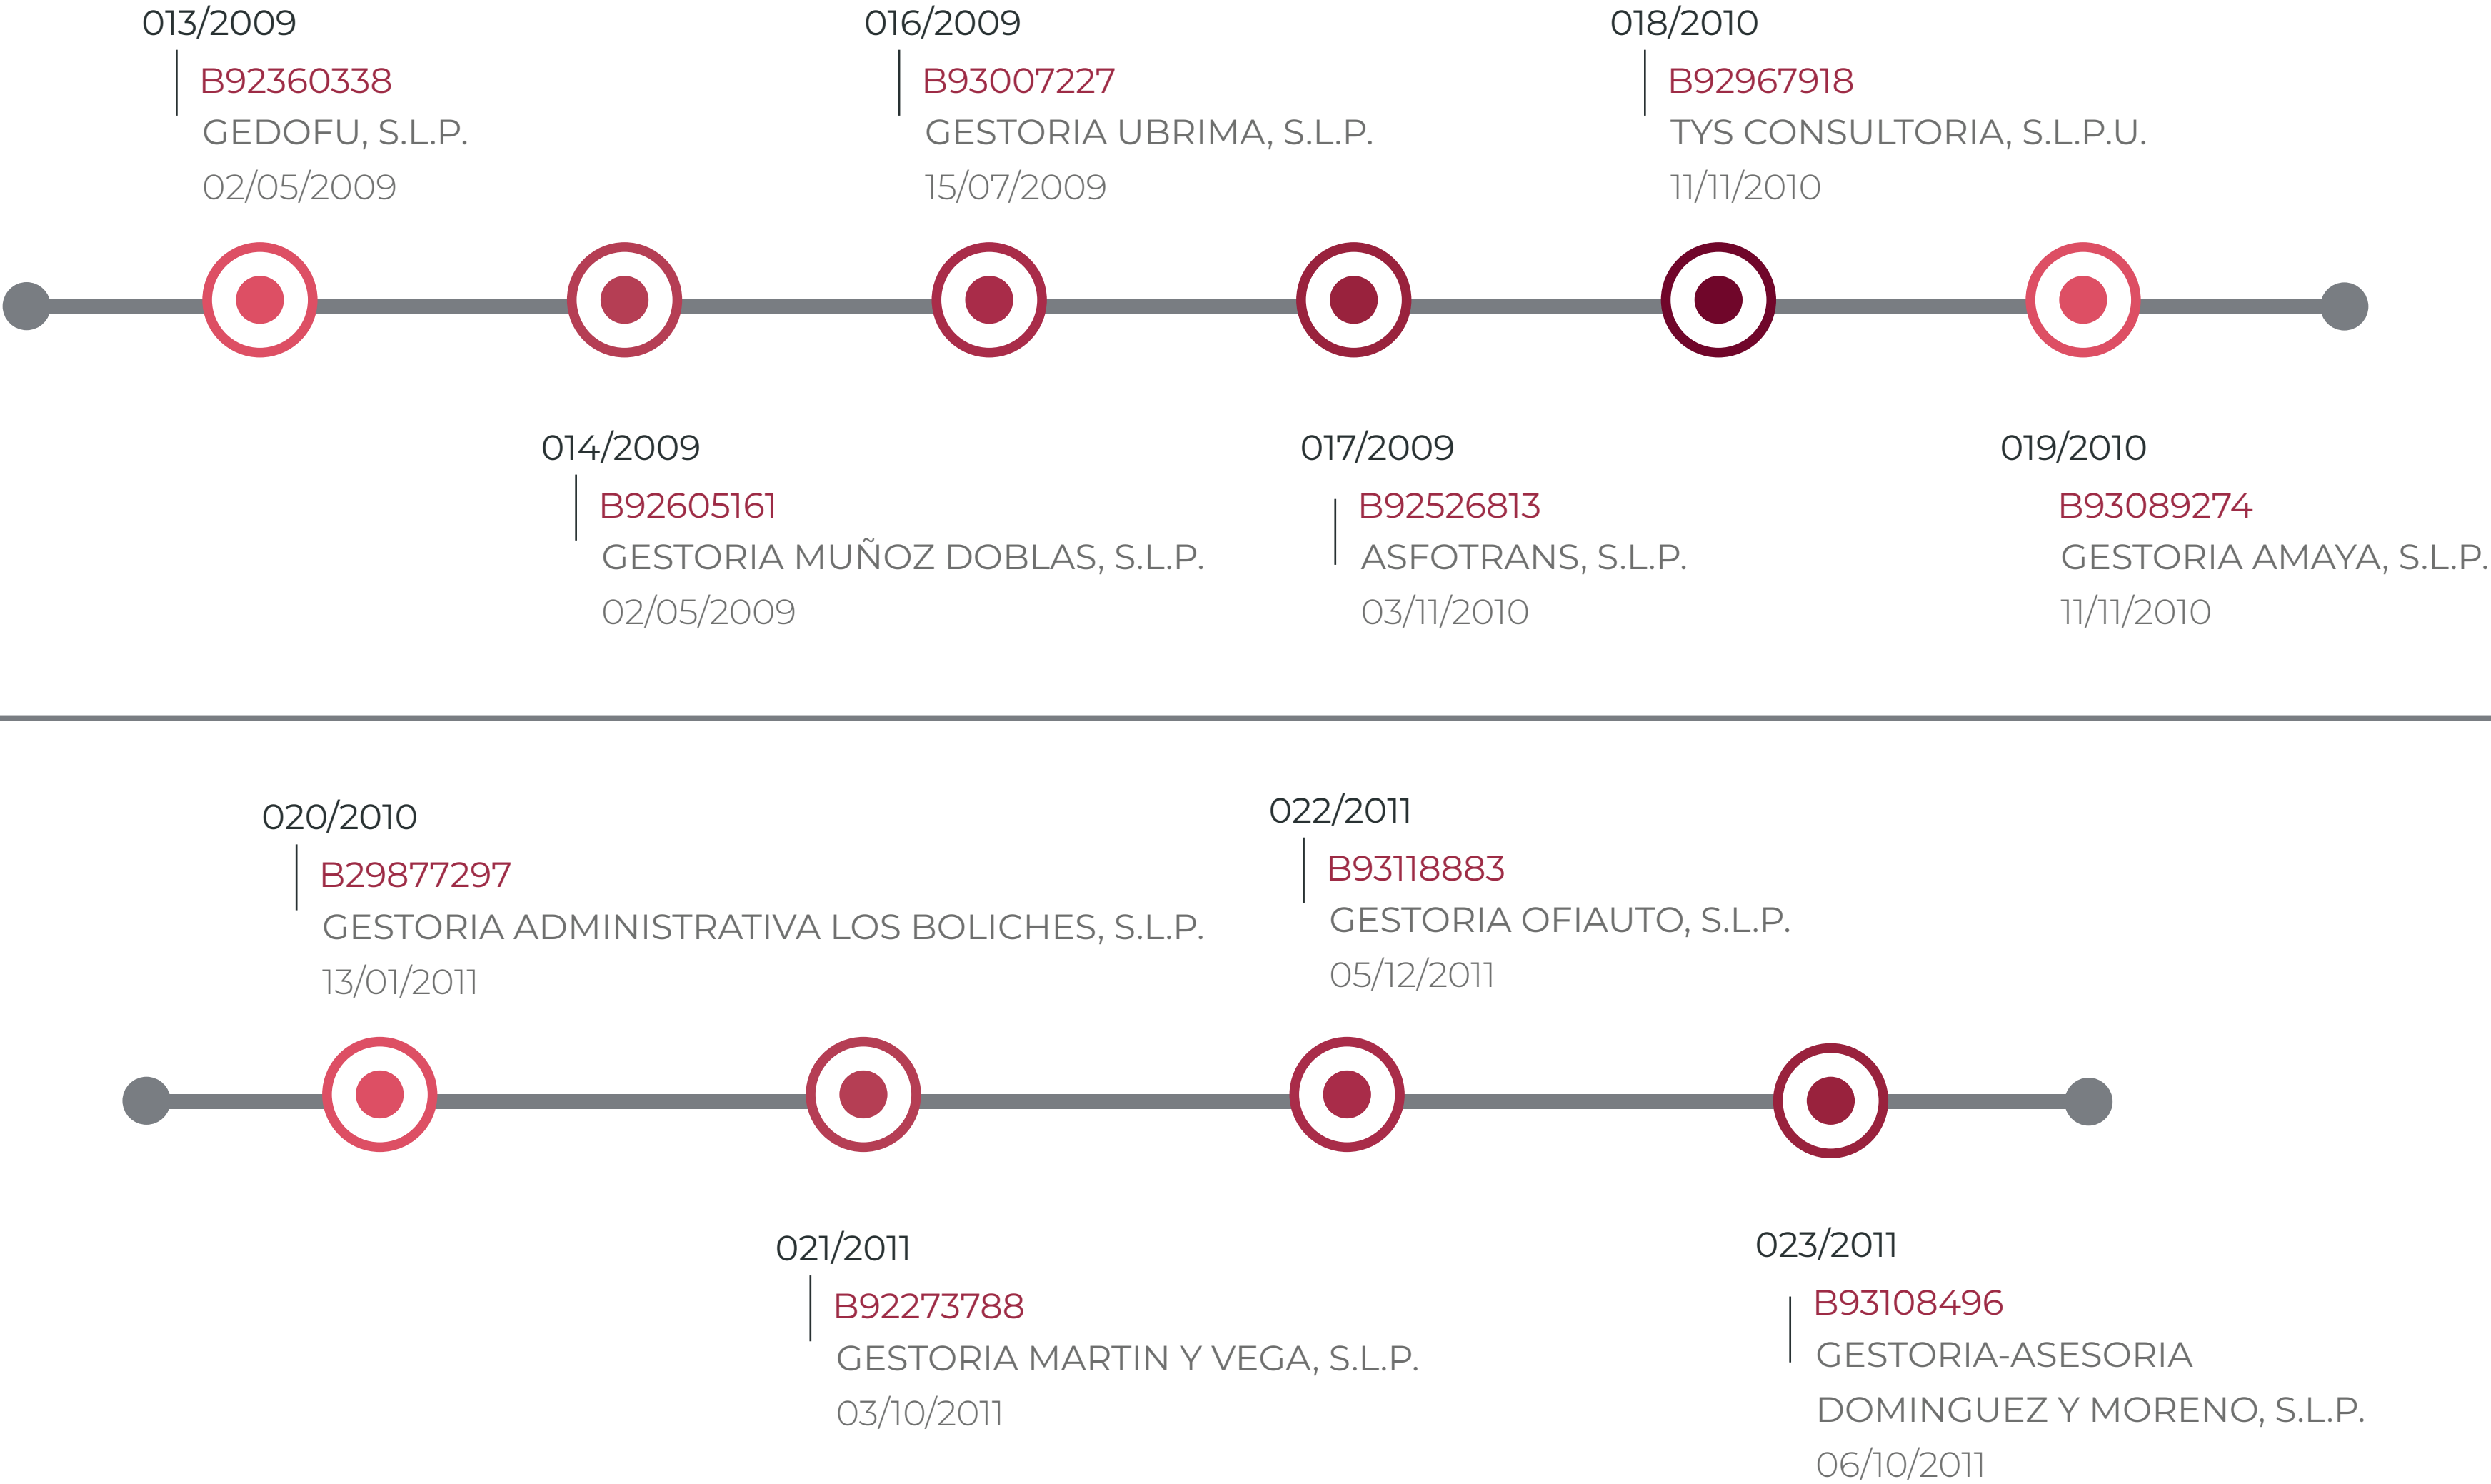 013/2009
B92360338
GEDOFU, S.L.P.
02/05/2009
016/2009
B93007227
GESTORIA UBRIMA, S.L.P.
15/07/2009
018/2010
B92967918
TYS CONSULTORIA, S.L.P.U.
11/11/2010
014/2009
B92605161
GESTORIA MUÑOZ DOBLAS, S.L.P.
02/05/2009
017/2009
B92526813
ASFOTRANS, S.L.P.
03/11/2010
019/2010
B93089274
GESTORIA AMAYA, S.L.P.
11/11/2010
020/2010
B29877297
GESTORIA ADMINISTRATIVA LOS BOLICHES, S.L.P.
13/01/2011
022/2011
B93118883
GESTORIA OFIAUTO, S.L.P.
05/12/2011
021/2011
B92273788
GESTORIA MARTIN Y VEGA, S.L.P.
03/10/2011
023/2011
B93108496
GESTORIA-ASESORIA
DOMINGUEZ Y MORENO, S.L.P.
06/10/2011